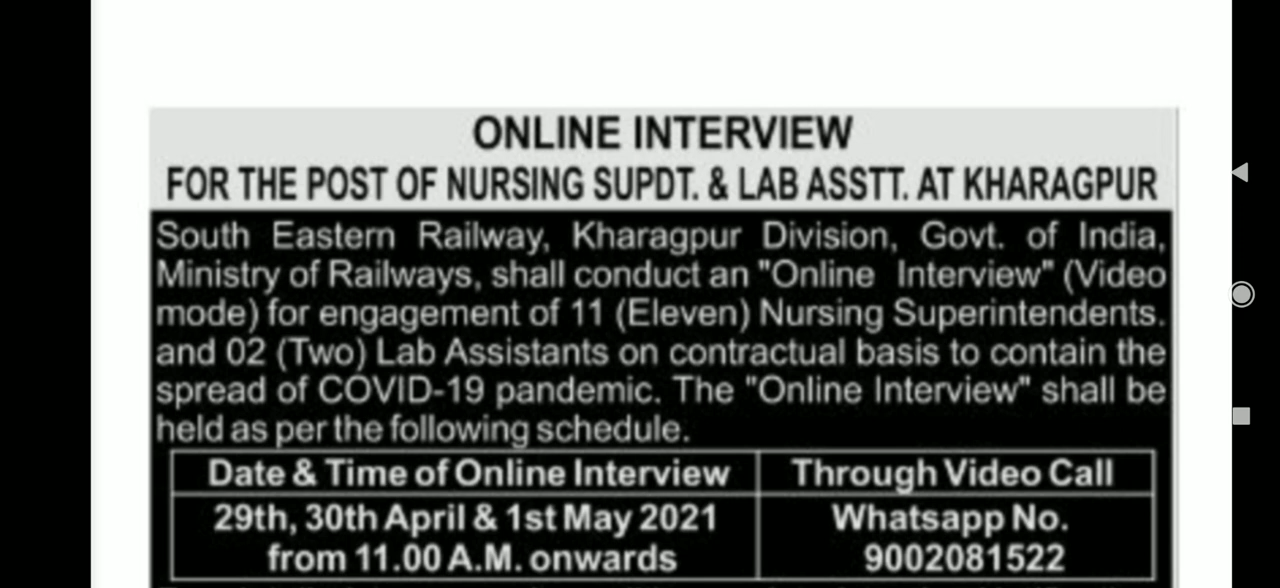 ONLINE INTERVIEW
FOR THE POST OF NURSING SUPDT. & LAB ASSTT. AT KHARAGPUR
South Eastern Railway, Kharagpur Division, Govt. of India,
Ministry of Railways, shall conduct an "Online Interview" (Video
mode) for engagement of 11 (Eleven) Nursing Superintendents.
and 02 (Two) Lab Assistants on contractual basis to contain the
spread of COVID-19 pandemic. The "Online Interview" shall be
held as per the following schedule.
Date & Time of Online Interview
Through Video Call
29th, 30th April & 1st May 2021
from 11.00 A.M. onwards
Whatsapp No.
9002081522